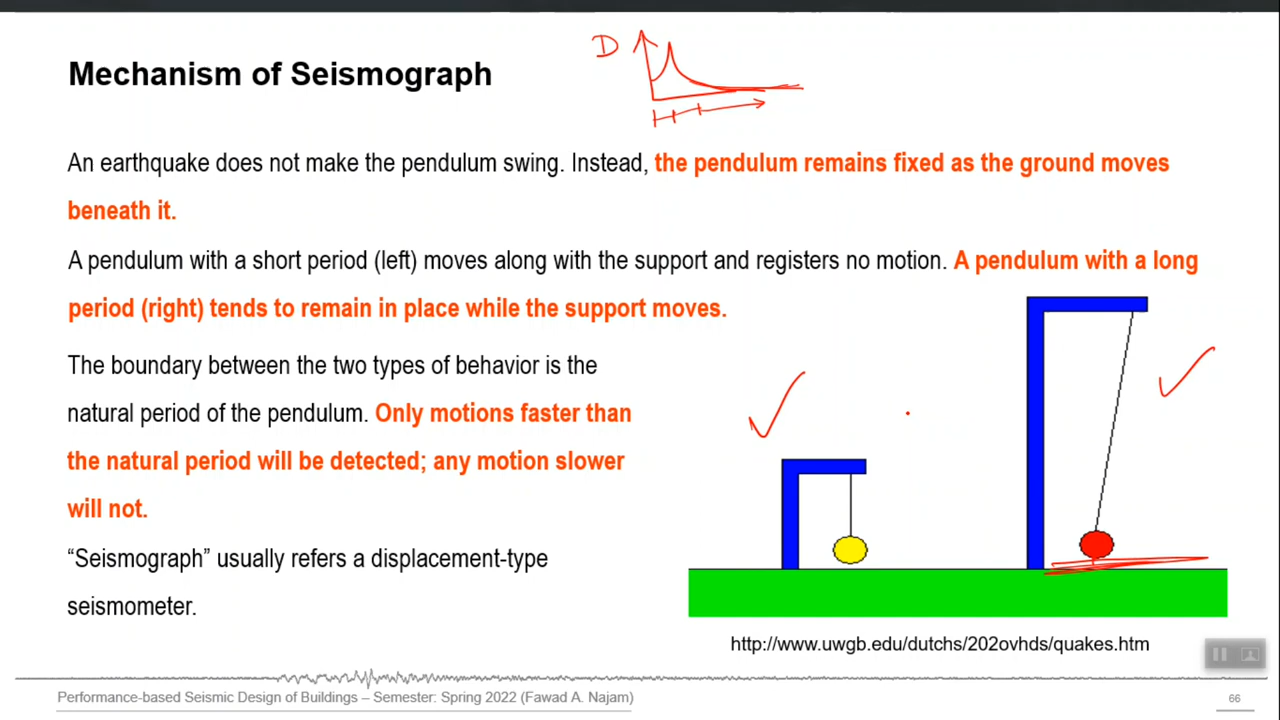 Mechanism of Seismograph
D
An earthquake does not make the pendulum swing. Instead, the pendulum remains fixed as the ground moves
beneath it.
A pendulum with a short period (left) moves along with the support and registers no motion. A pendulum with a long
period (right) tends to remain in place while the support moves.
The boundary between the two types of behavior is the
natural period of the pendulum. Only motions faster than
the natural period will be detected; any motion slower
will not.
“Seismograph” usually refers a displacement-type
seismometer.
http://www.uwgb.edu/dutchs/202ovhds/quakes.htm
Performance-based Seismic Design of Buildings – Semester: Spring 2022 (Fawad A. Najam)
66